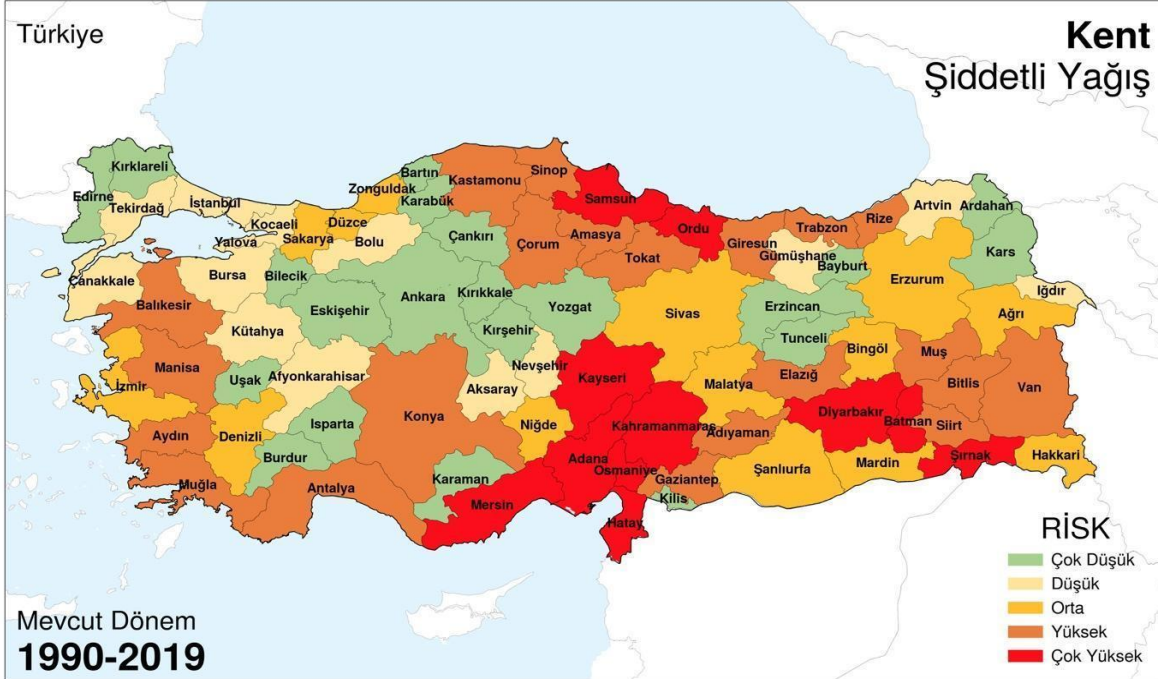 Türkiye
Kent
Şiddetli Yağış
Kırklareli
Edirne
Tekirdağ
İstanbul
Kocaeli
Yalova
Sakarya
Düzce
Zonguldak
Bartın
Karabük
Kastamonu
Sinop
Samsun
Ordu
Giresun
Trabzon
Rize
Artvin
Ardahan
Kars
Çanakkale
Bursa
Bilecik
Bolu
Çankırı
Çorum
Amasya
Tokat
Gümüşhane
Bayburt
Erzurum
Iğdır
Ağrı
Balıkesir
Kütahya
Eskişehir
Ankara
Kırıkkale
Yozgat
Sivas
Erzincan
Tunceli
Bingöl
Muş
Manisa
İzmir
Uşak
Afyonkarahisar
Kırşehir
Nevşehir
Aksaray
Kayseri
Malatya
Elazığ
Bitlis
Van
Aydın
Denizli
Isparta
Burdur
Konya
Niğde
Kahramanmaraş
Adıyaman
Diyarbakır
Batman
Siirt
Şırnak
Hakkari
Muğla
Antalya
Karaman
Mersin
Adana
Osmaniye
Gaziantep
Kilis
Hatay
Şanlıurfa
Mardin
RİSK
Çok Düşük
Düşük
Orta
Yüksek
Çok Yüksek
Mevcut Dönem
1990-2019